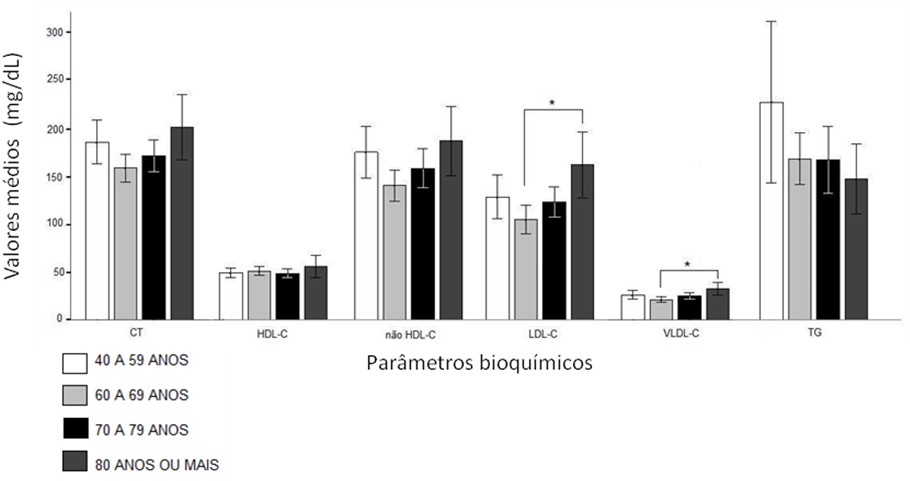 Valores médios (mg/dL)
300
250
200
150
100
50
0
*
*
CT
HDL-C
não HDL-C
LDL-C
VLDL-C
TG
Parâmetros bioquímicos
40 A 59 ANOS
60 A 69 ANOS
70 A 79 ANOS
80 ANOS OU MAIS